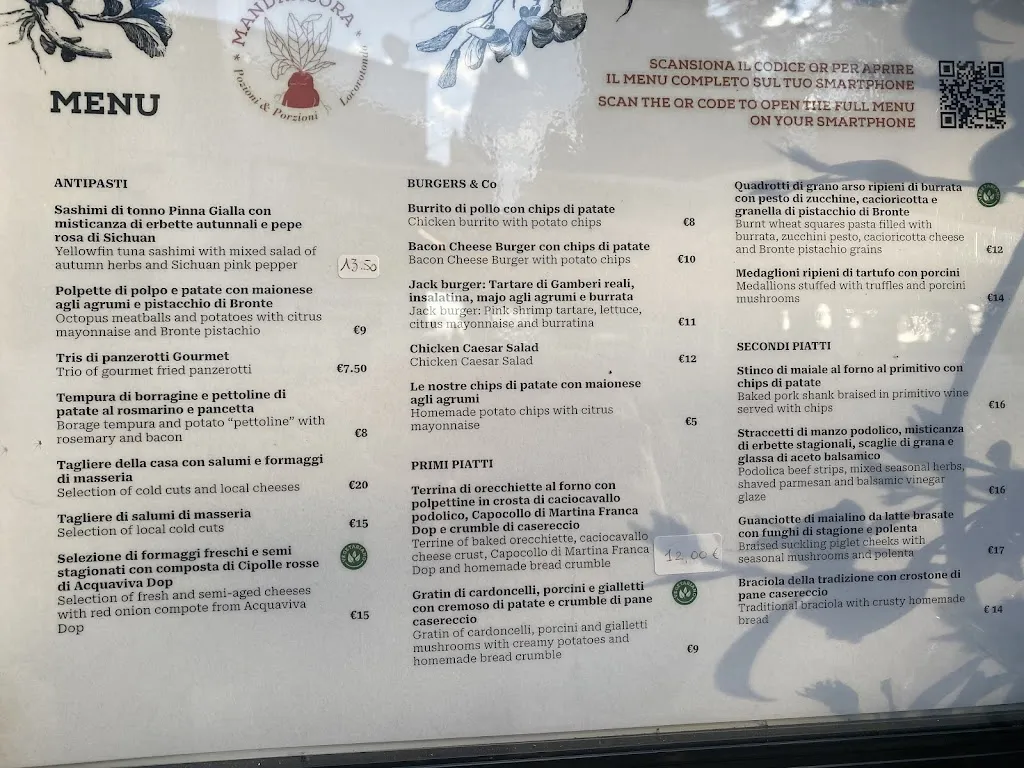 MANDRAGORA
Pozioni & Porzioni
Locorotondo
MENU
SCANSIONA IL CODICE QR PER APRIRE
IL MENU COMPLETO SUL TUO SMARTPHONE
SCAN THE QR CODE TO OPEN THE FULL MENU
ON YOUR SMARTPHONE
ANTIPASTI
Sashimi di tonno Pinna Gialla con
misticanza di erbette autunnali e pepe
rosa di Sichuan
Yellowfin tuna sashimi with mixed salad of
autumn herbs and Sichuan pink pepper
13.50
Polpette di polpo e patate con maionese
agli agrumi e pistacchio di Bronte
Octopus meatballs and potatoes with citrus
mayonnaise and Bronte pistachio €9
Tris di panzerotti Gourmet
Trio of gourmet fried panzerotti €7.50
Tempura di borragine e pettoline di
patate al rosmarino e pancetta
Borage tempura and potato "pettoline" with
rosemary and bacon €8
Tagliere della casa con salumi e formaggi
di masseria
Selection of cold cuts and local cheeses €20
Tagliere di salumi di masseria
Selection of local cold cuts €15
Selezione di formaggi freschi e semi
stagionati con composta di Cipolle rosse
di Acquaviva Dop
Selection of fresh and semi-aged cheeses
with red onion compote from Acquaviva
Dop €15
BURGERS & Co
Burrito di pollo con chips di patate
Chicken burrito with potato chips €8
Bacon Cheese Burger con chips di patate
Bacon Cheese Burger with potato chips €10
Jack burger: Tartare di Gamberi reali,
insalatina, majo agli agrumi e burrata
Jack burger: Pink shrimp tartare, lettuce,
citrus mayonnaise and burratina €11
Chicken Caesar Salad
Chicken Caesar Salad €12
Le nostre chips di patate con maionese
agli agrumi
Homemade potato chips with citrus
mayonnaise €5
PRIMI PIATTI
Terrina di orecchiette al forno con
polpettine in crosta di caciocavallo
podolico, Capocollo di Martina Franca
Dop e crumble di casereccio
Terrine of baked orecchiette, caciocavallo
cheese crust, Capocollo di Martina Franca
Dop and homemade bread crumble
12,00 €
Gratin di cardoncelli, porcini e gialletti
con cremoso di patate e crumble di pane
casereccio
Gratin of cardoncelli, porcini and gialletti
mushrooms with creamy potatoes and
homemade bread crumble €9
Quadrotti di grano arso ripieni di burrata
con pesto di zucchine, cacioricotta e
granella di pistacchio di Bronte
Burnt wheat squares pasta filled with
burrata, zucchini pesto, cacioricotta cheese
and Bronte pistachio grains €12
Medaglioni ripieni di tartufo con porcini
Medallions stuffed with truffles and porcini
mushrooms €14
SECONDI PIATTI
Stinco di maiale al forno al primitivo con
chips di patate
Baked pork shank braised in primitivo wine
served with chips €16
Straccetti di manzo podolico, misticanza
di erbette stagionali, scaglie di grana e
glassa di aceto balsamico
Podolica beef strips, mixed seasonal herbs,
shaved parmesan and balsamic vinegar
glaze €16
Guanciotte di maialino da latte brasate
con funghi di stagione e polenta
Braised suckling piglet cheeks with
seasonal mushrooms and polenta €17
Braciola della tradizione con crostone di
pane casereccio
Traditional braciola with crusty homemade
bread € 14